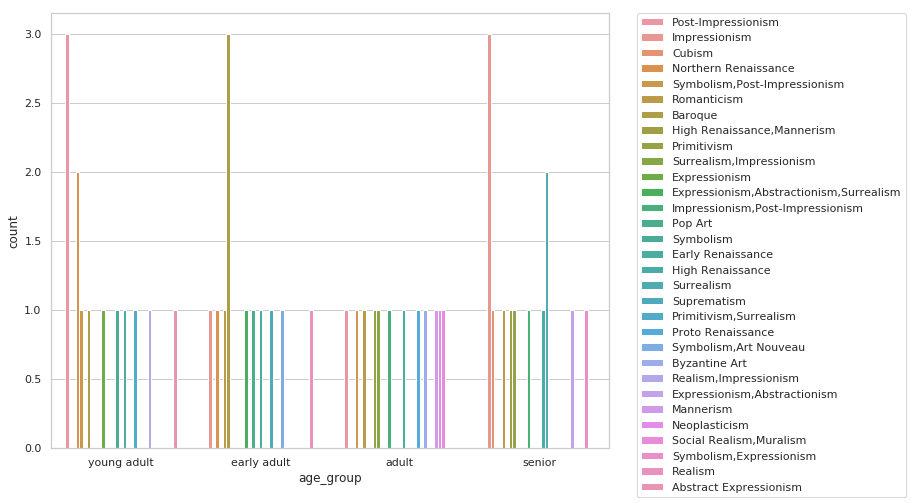 3.0
2.5
2.0
1.5
1.0
0.5
0.0
count
young adult
early adult
adult
senior
age_group
Post-Impressionism
Impressionism
Cubism
Northern Renaissance
Symbolism,Post-Impressionism
Romanticism
Baroque
High Renaissance,Mannerism
Primitivism
Surrealism,Impressionism
Expressionism
Expressionism,Abstractionism,Surrealism
Impressionism,Post-Impressionism
Pop Art
Symbolism
Early Renaissance
High Renaissance
Surrealism
Suprematism
Primitivism,Surrealism
Proto Renaissance
Symbolism,Art Nouveau
Byzantine Art
Realism,Impressionism
Expressionism,Abstractionism
Mannerism
Neoplasticism
Social Realism,Muralism
Symbolism,Expressionism
Realism
Abstract Expressionism